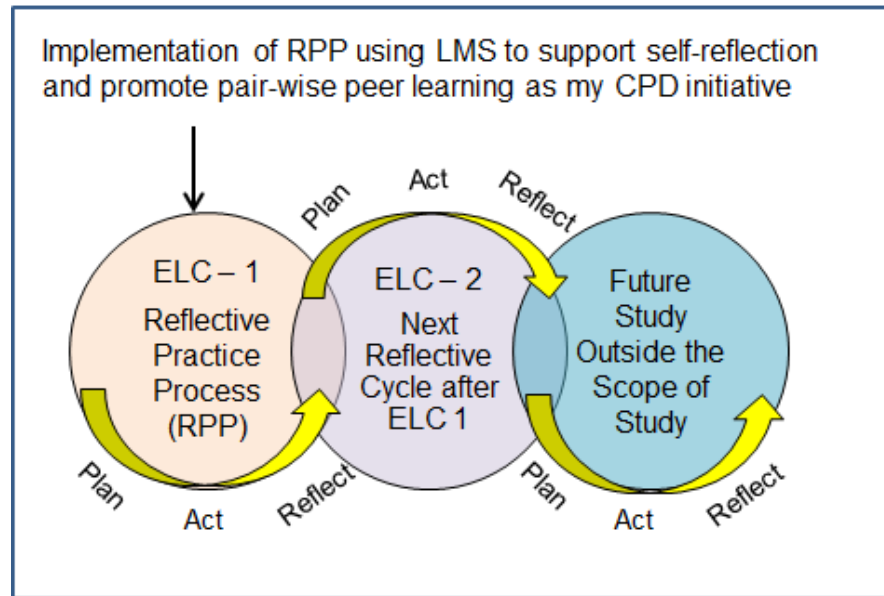 Implementation of RPP using LMS to support self-reflection
and promote pair-wise peer learning as my CPD initiative
Plan
Act
Reflect
ELC – 1
Reflective
Practice
Process
(RPP)
ELC – 2
Next
Reflective
Cycle after
ELC 1
Future
Study
Outside the
Scope of
Study
Plan
Act
Reflect
Plan
Act
Reflect